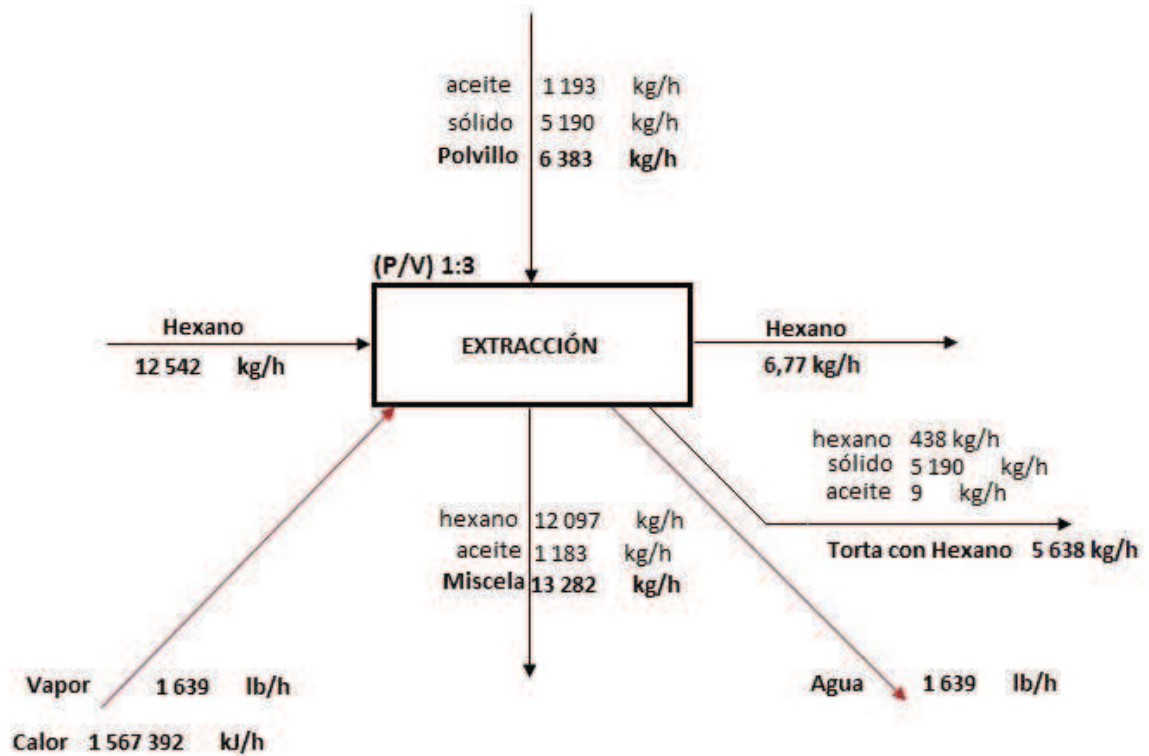 aceite 1 193 kg/h
sólido 5 190 kg/h
Polvillo 6 383 kg/h
(P/V) 1:3
Hexano
12 542 kg/h
EXTRACCIÓN
Hexano
6,77 kg/h
hexano 438 kg/h
sólido 5 190 kg/h
aceite 9 kg/h
Torta con Hexano 5 638 kg/h
hexano 12 097 kg/h
aceite 1 183 kg/h
Miscela 13 282 kg/h
Vapor 1 639 lb/h
Agua 1 639 lb/h
Calor 1 567 392 kJ/h